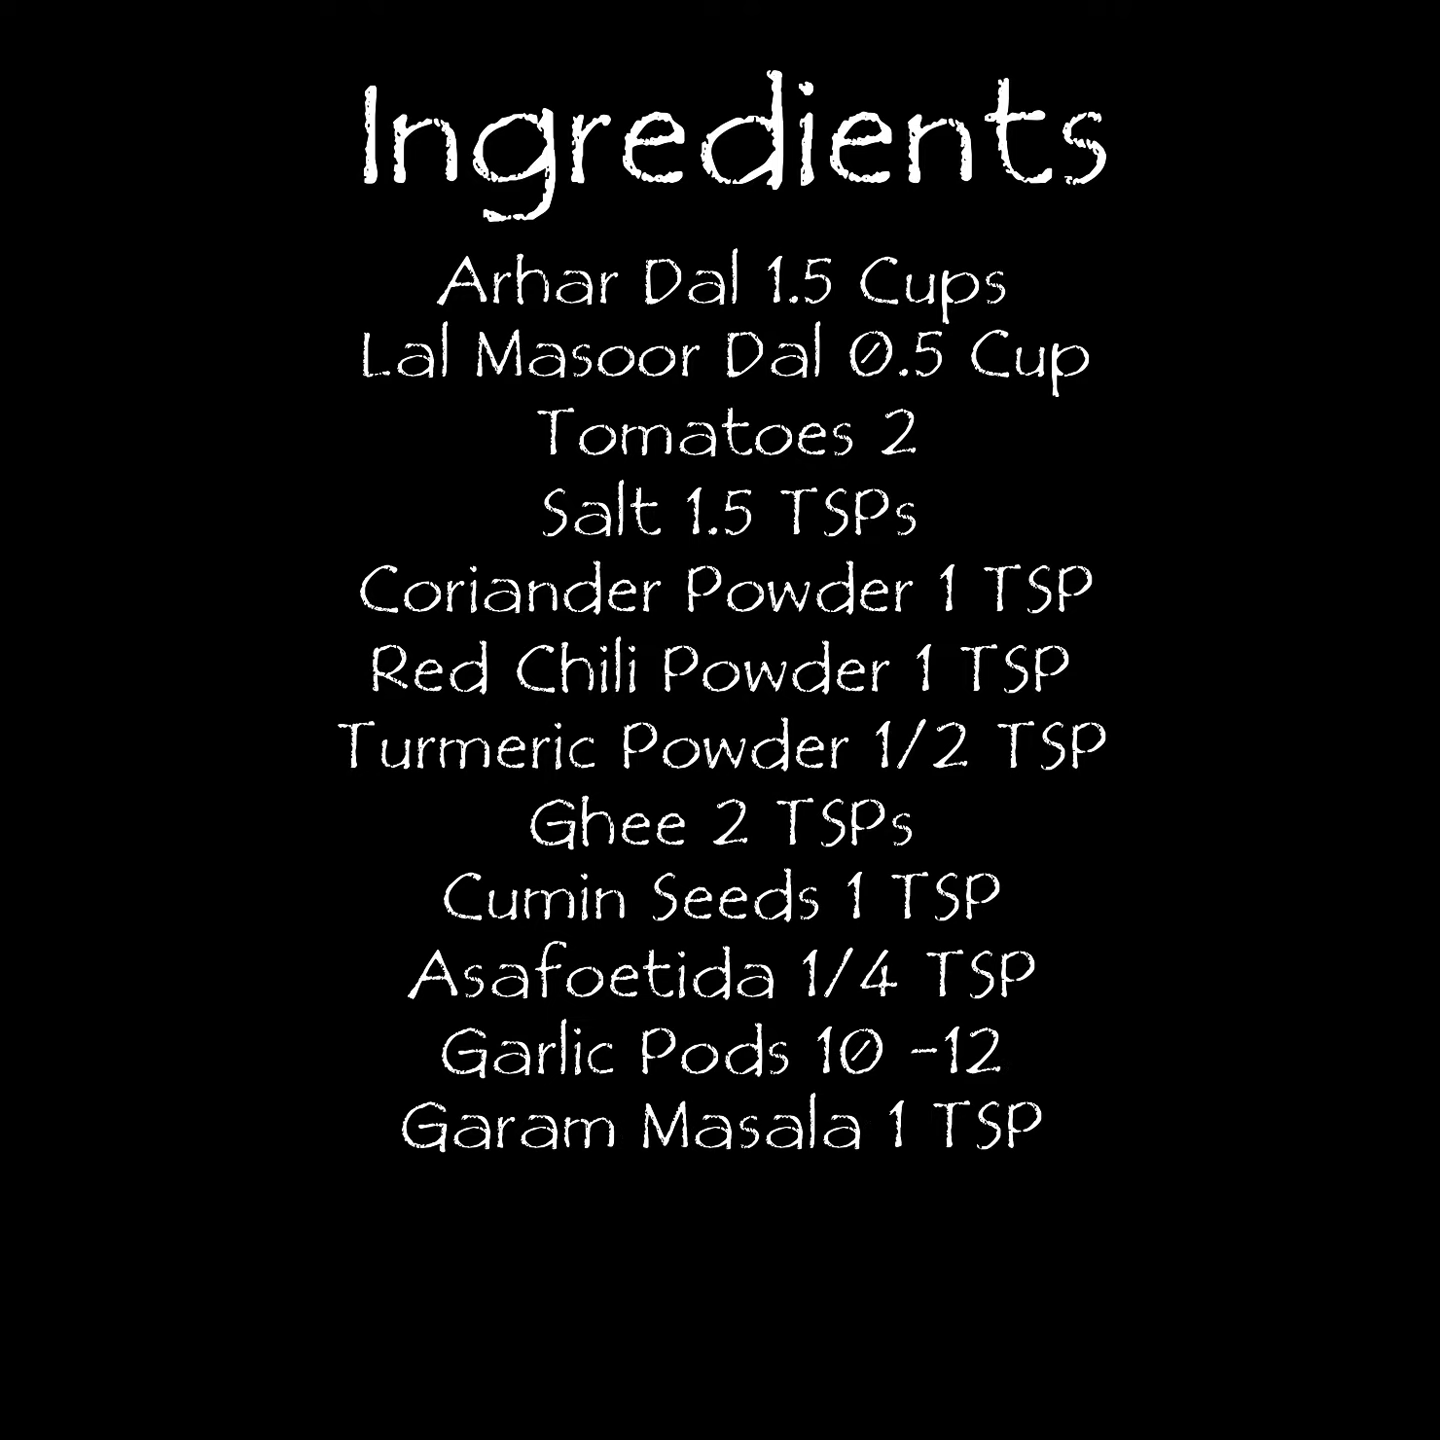 Ingredients
Arhar Dal 1.5 Cups
Lal Masoor Dal 0.5 Cup
Tomatoes 2
Salt 1.5 TSPs
Coriander Powder 1 TSP
Red Chili Powder 1 TSP
Turmeric Powder 1/2 TSP
Ghee 2 TSPs
Cumin Seeds 1 TSP
Asafoetida 1/4 TSP
Garlic Pods 10 -12
Garam Masala 1 TSP